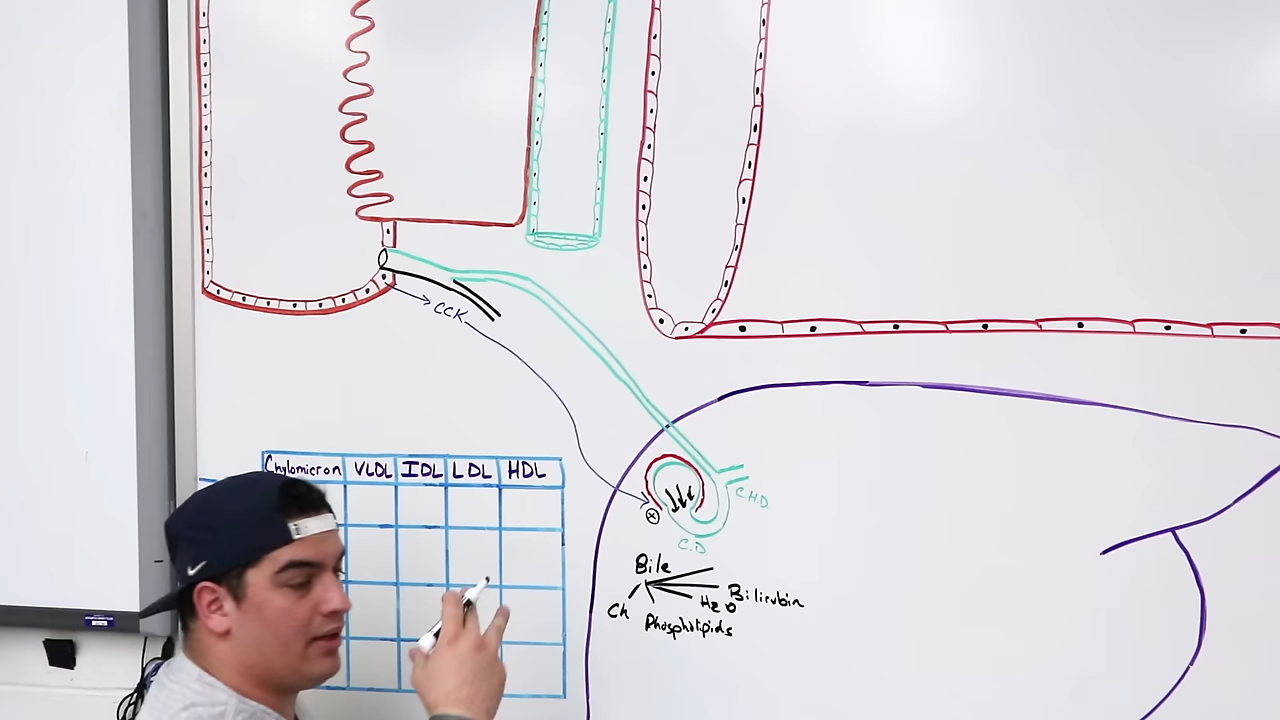 CCK
Chylomicron VLDL IDL LDL HDL
C.H.D.
C.D.
Bile
Bilirubin
H2O
Ch
Phospholipids